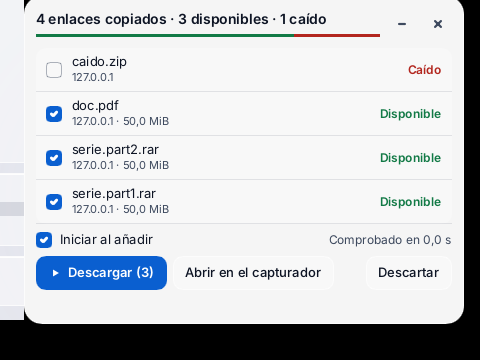 4 enlaces copiados · 3 disponibles · 1 caído
caido.zip
127.0.0.1
Caído
doc.pdf
127.0.0.1 · 50,0 MiB
Disponible
serie.part2.rar
127.0.0.1 · 50,0 MiB
Disponible
serie.part1.rar
127.0.0.1 · 50,0 MiB
Disponible
Iniciar al añadir
Comprobado en 0,0 s
Descargar (3)
Abrir en el capturador
Descartar